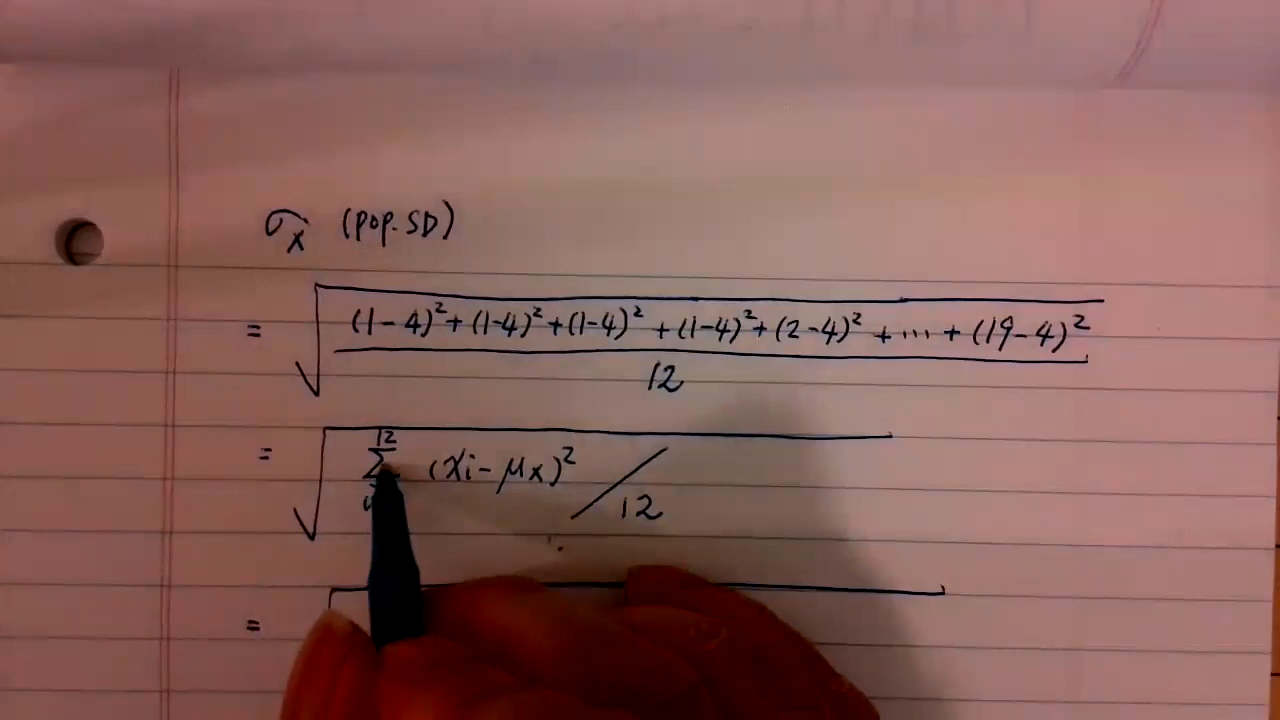 σx (pop. SD)
= √((1-4)²+(1-4)²+(1-4)²+(1-4)²+(2-4)²+...+(19-4)² / 12)
= √(12 Σ (xi-μx)² / 12)
=